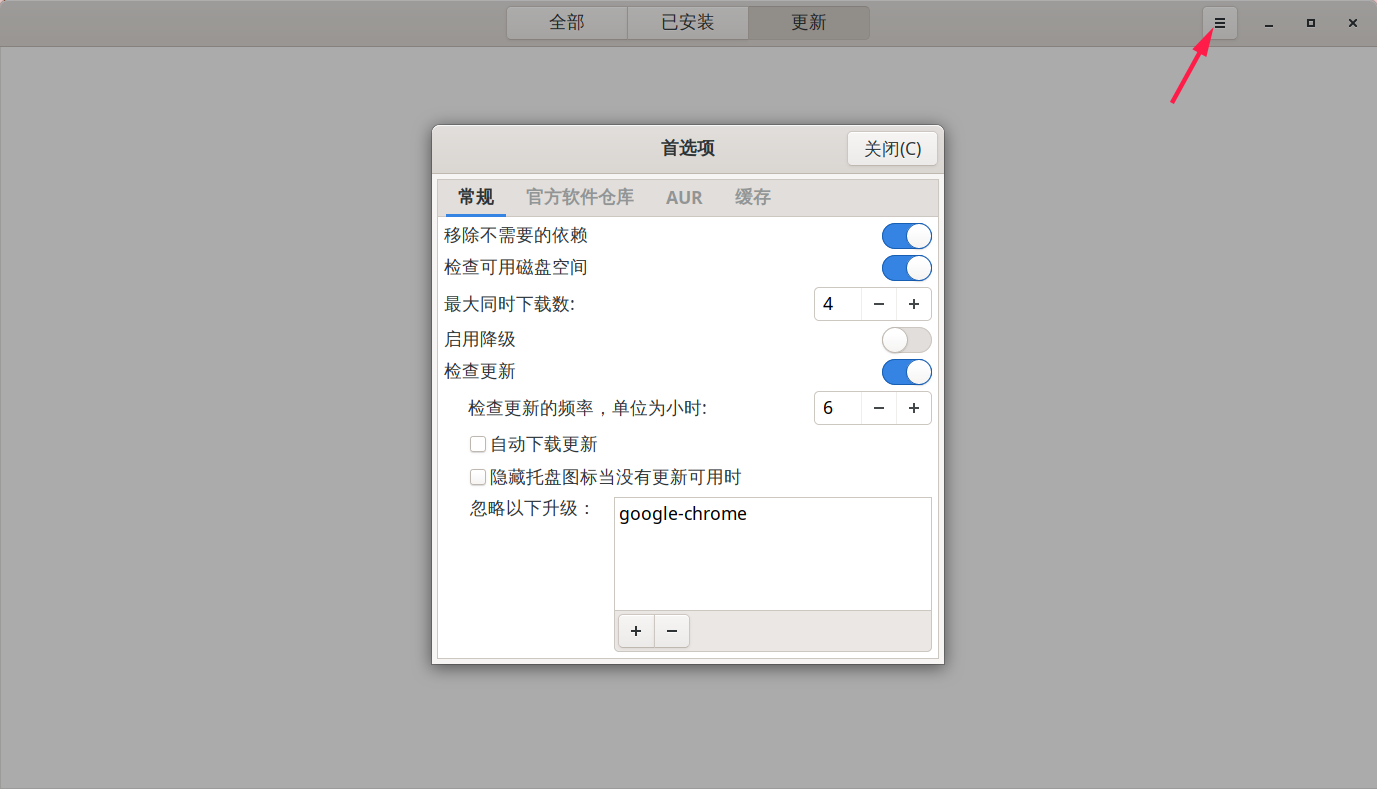 全部 已安装 更新
首选项 关闭(C)
常规 官方软件仓库 AUR 缓存
移除不需要的依赖
检查可用磁盘空间
最大同时下载数: 4
启用降级
检查更新
检查更新的频率，单位为小时: 6
自动下载更新
隐藏托盘图标当没有更新可用时
忽略以下升级： google-chrome